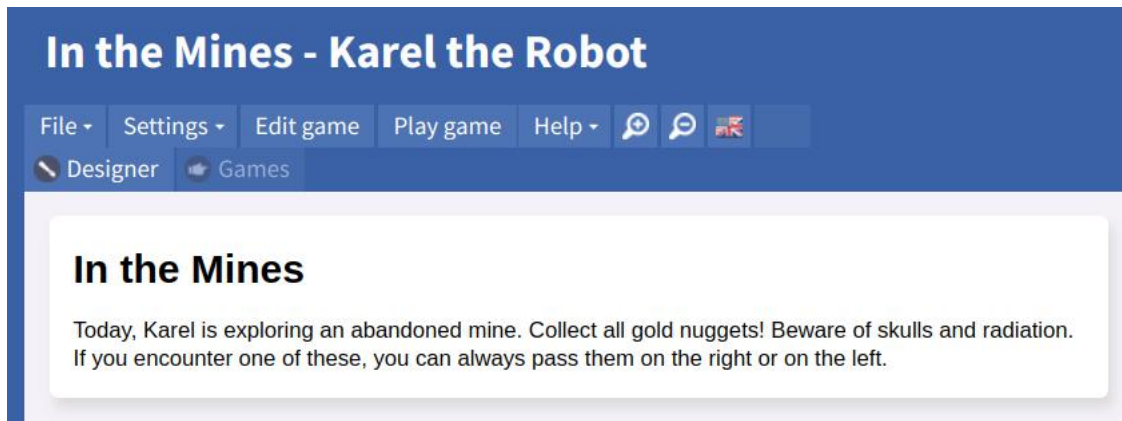 In the Mines - Karel the Robot
File Settings Edit game Play game Help
Designer Games
In the Mines
Today, Karel is exploring an abandoned mine. Collect all gold nuggets! Beware of skulls and radiation.
If you encounter one of these, you can always pass them on the right or on the left.